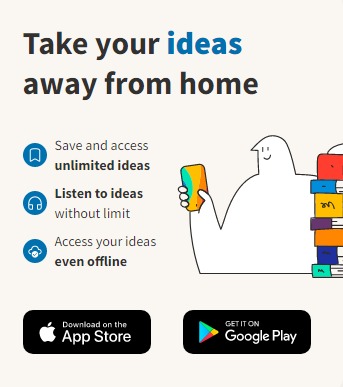 Take your ideas
away from home
Save and access
unlimited ideas
Listen to ideas
without limit
Access your ideas
even offline
Download on the
App Store
GET IT ON
Google Play